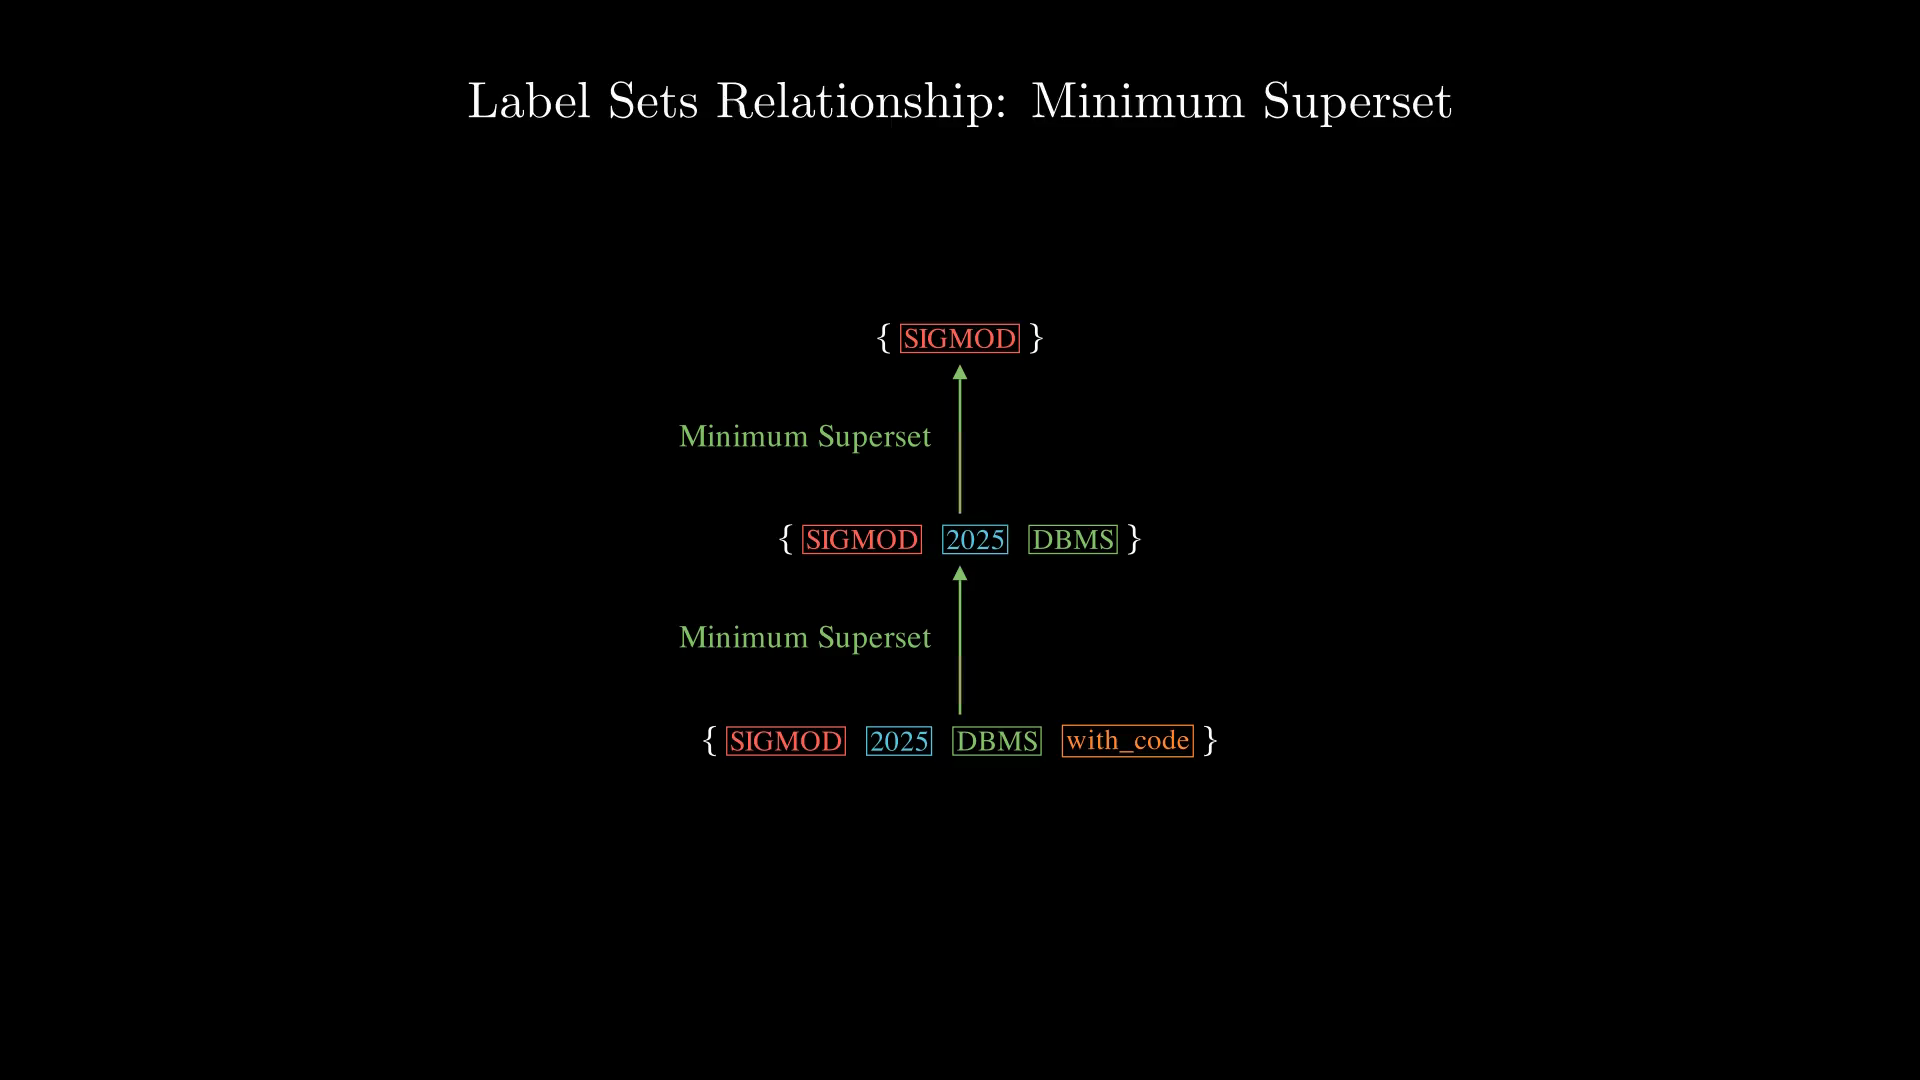 Label Sets Relationship: Minimum Superset
{ SIGMOD }
Minimum Superset
{ SIGMOD 2025 DBMS }
Minimum Superset
{ SIGMOD 2025 DBMS with_code }